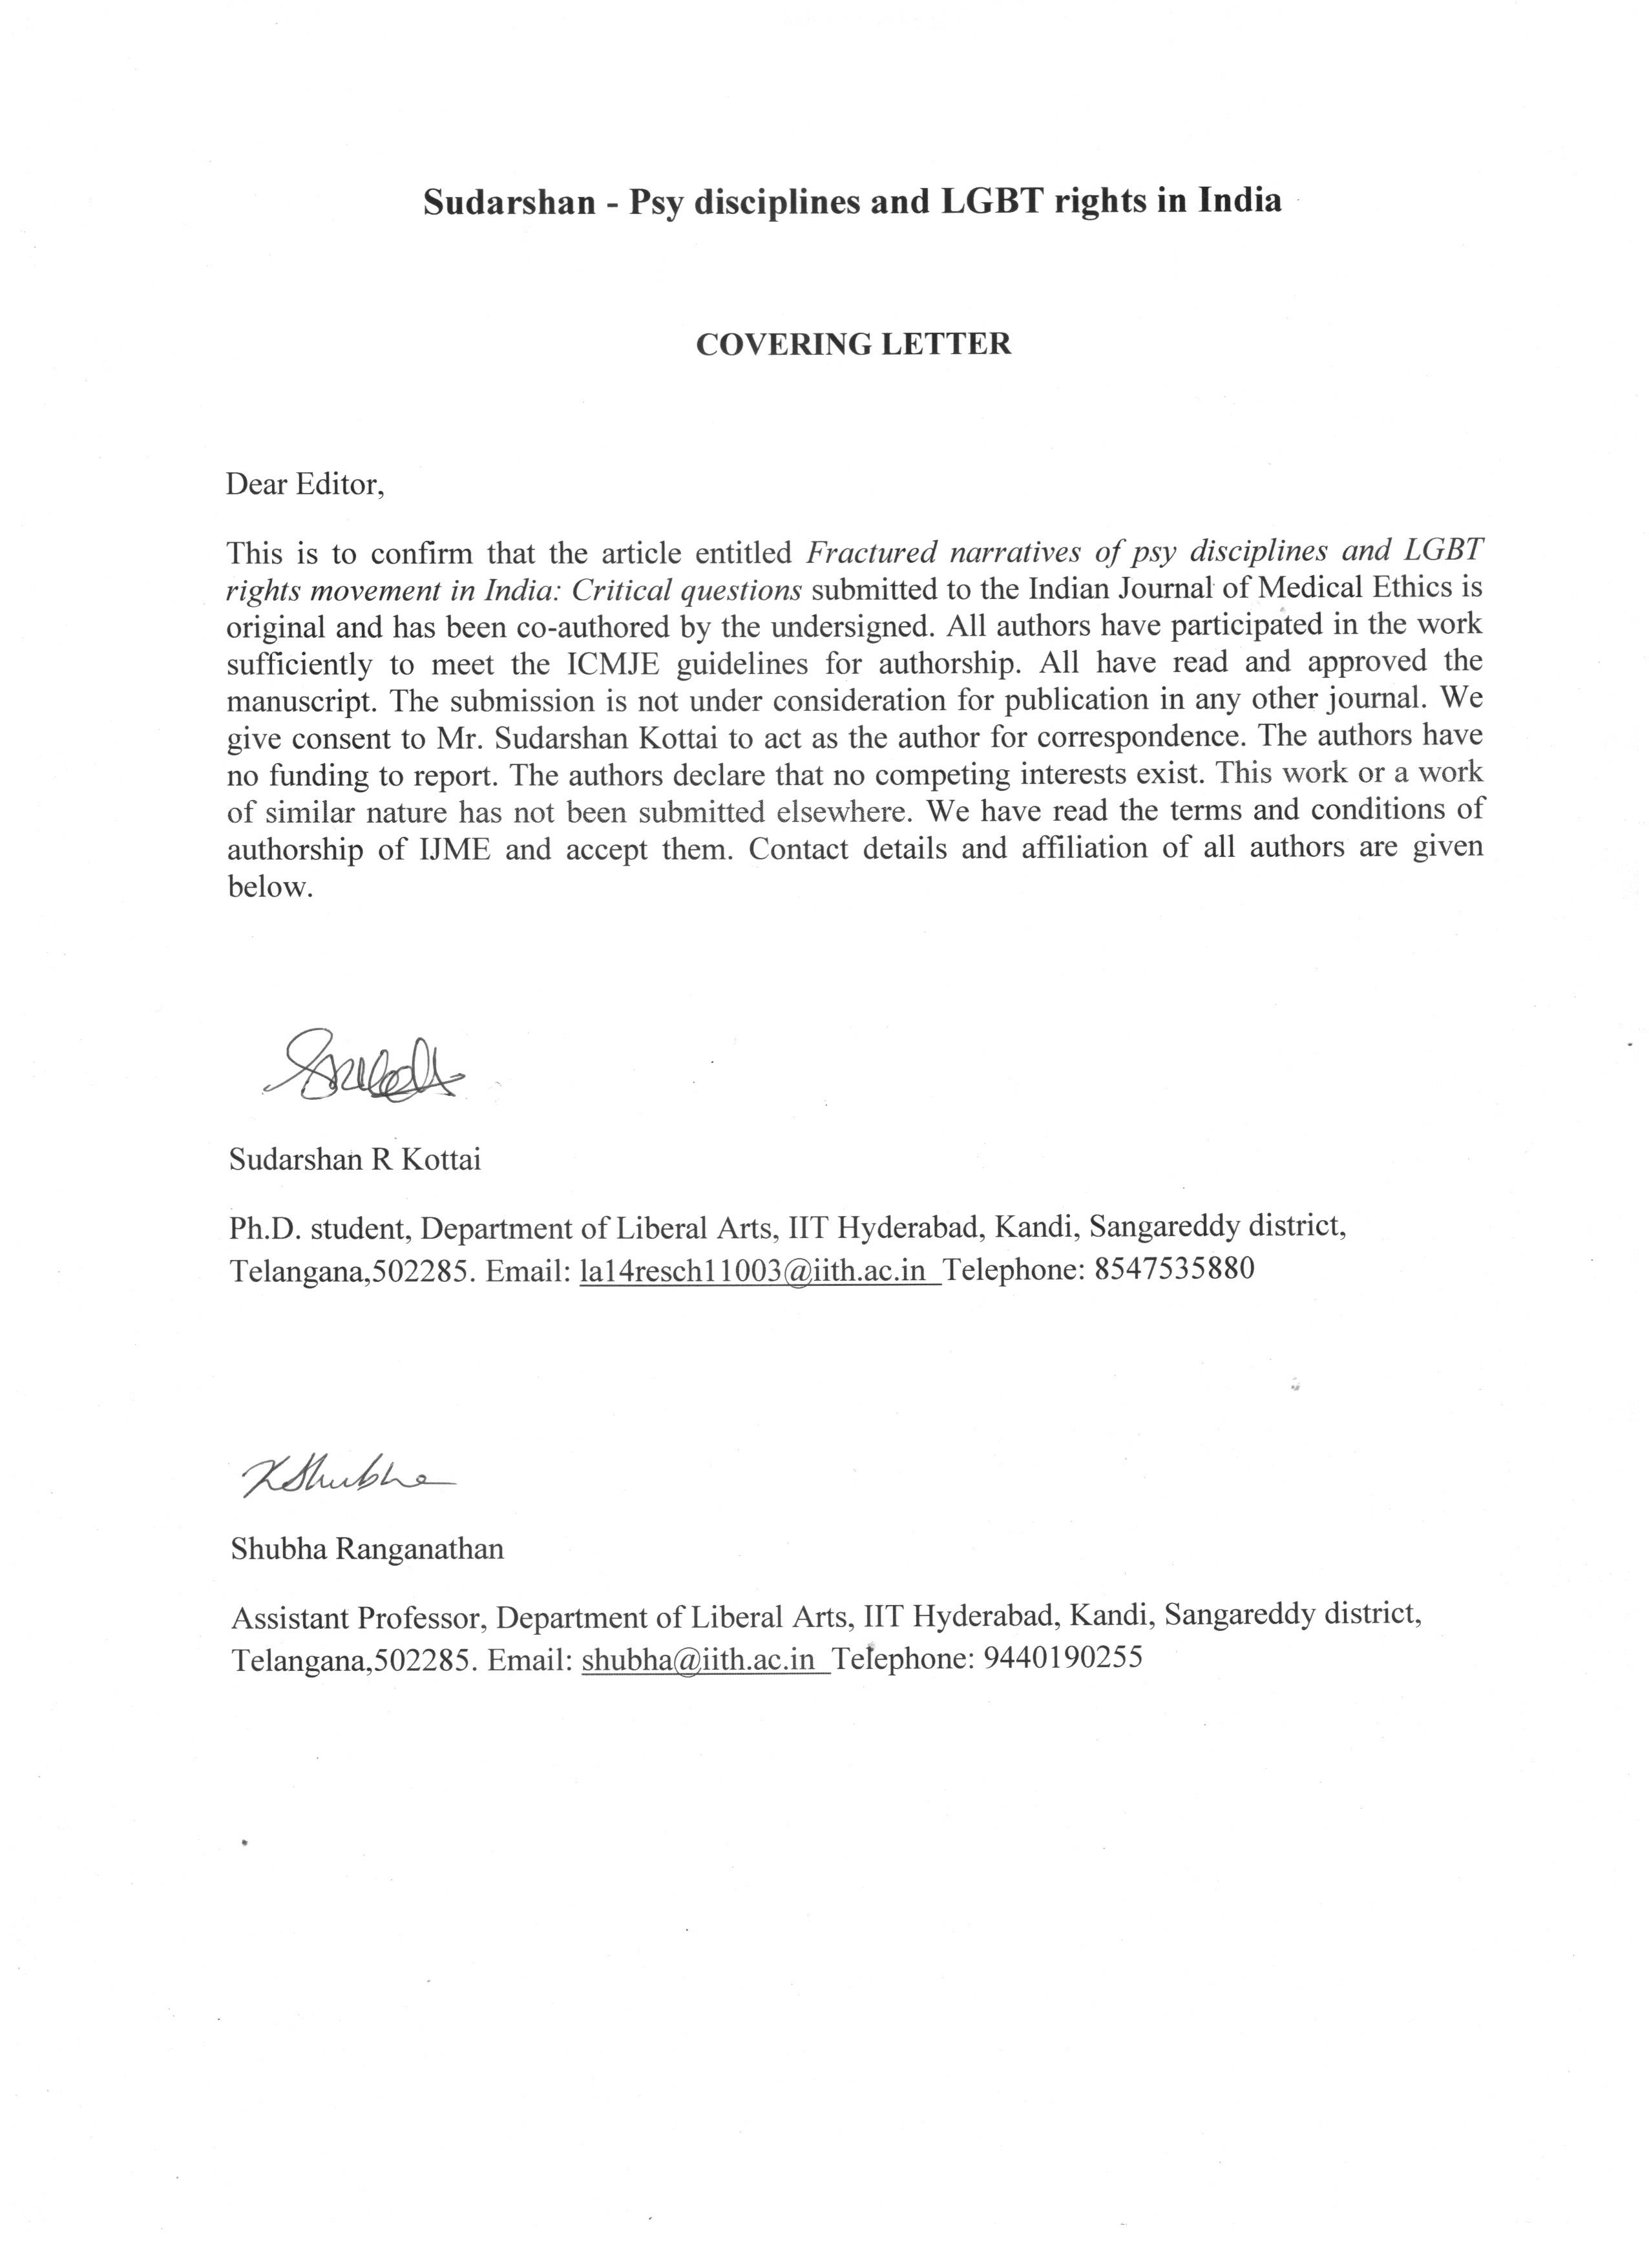 Sudarshan - Psy disciplines and LGBT rights in India
COVERING LETTER
Dear Editor,
This is to confirm that the article entitled Fractured narratives of psy disciplines and LGBT
rights movement in India: Critical questions submitted to the Indian Journal of Medical Ethics is
original and has been co-authored by the undersigned. All authors have participated in the work
sufficiently to meet the ICMJE guidelines for authorship. All have read and approved the
manuscript. The submission is not under consideration for publication in any other journal. We
give consent to Mr. Sudarshan Kottai to act as the author for correspondence. The authors have
no funding to report. The authors declare that no competing interests exist. This work or a work
of similar nature has not been submitted elsewhere. We have read the terms and conditions of
authorship of IJME and accept them. Contact details and affiliation of all authors are given
below.
Sudarshan R Kottai
Ph.D. student, Department of Liberal Arts, IIT Hyderabad, Kandi, Sangareddy district,
Telangana,502285. Email: la14resch11003@iith.ac.in Telephone: 8547535880
KShubha
Shubha Ranganathan
Assistant Professor, Department of Liberal Arts, IIT Hyderabad, Kandi, Sangareddy district,
Telangana,502285. Email: shubha@iith.ac.in Telephone: 9440190255